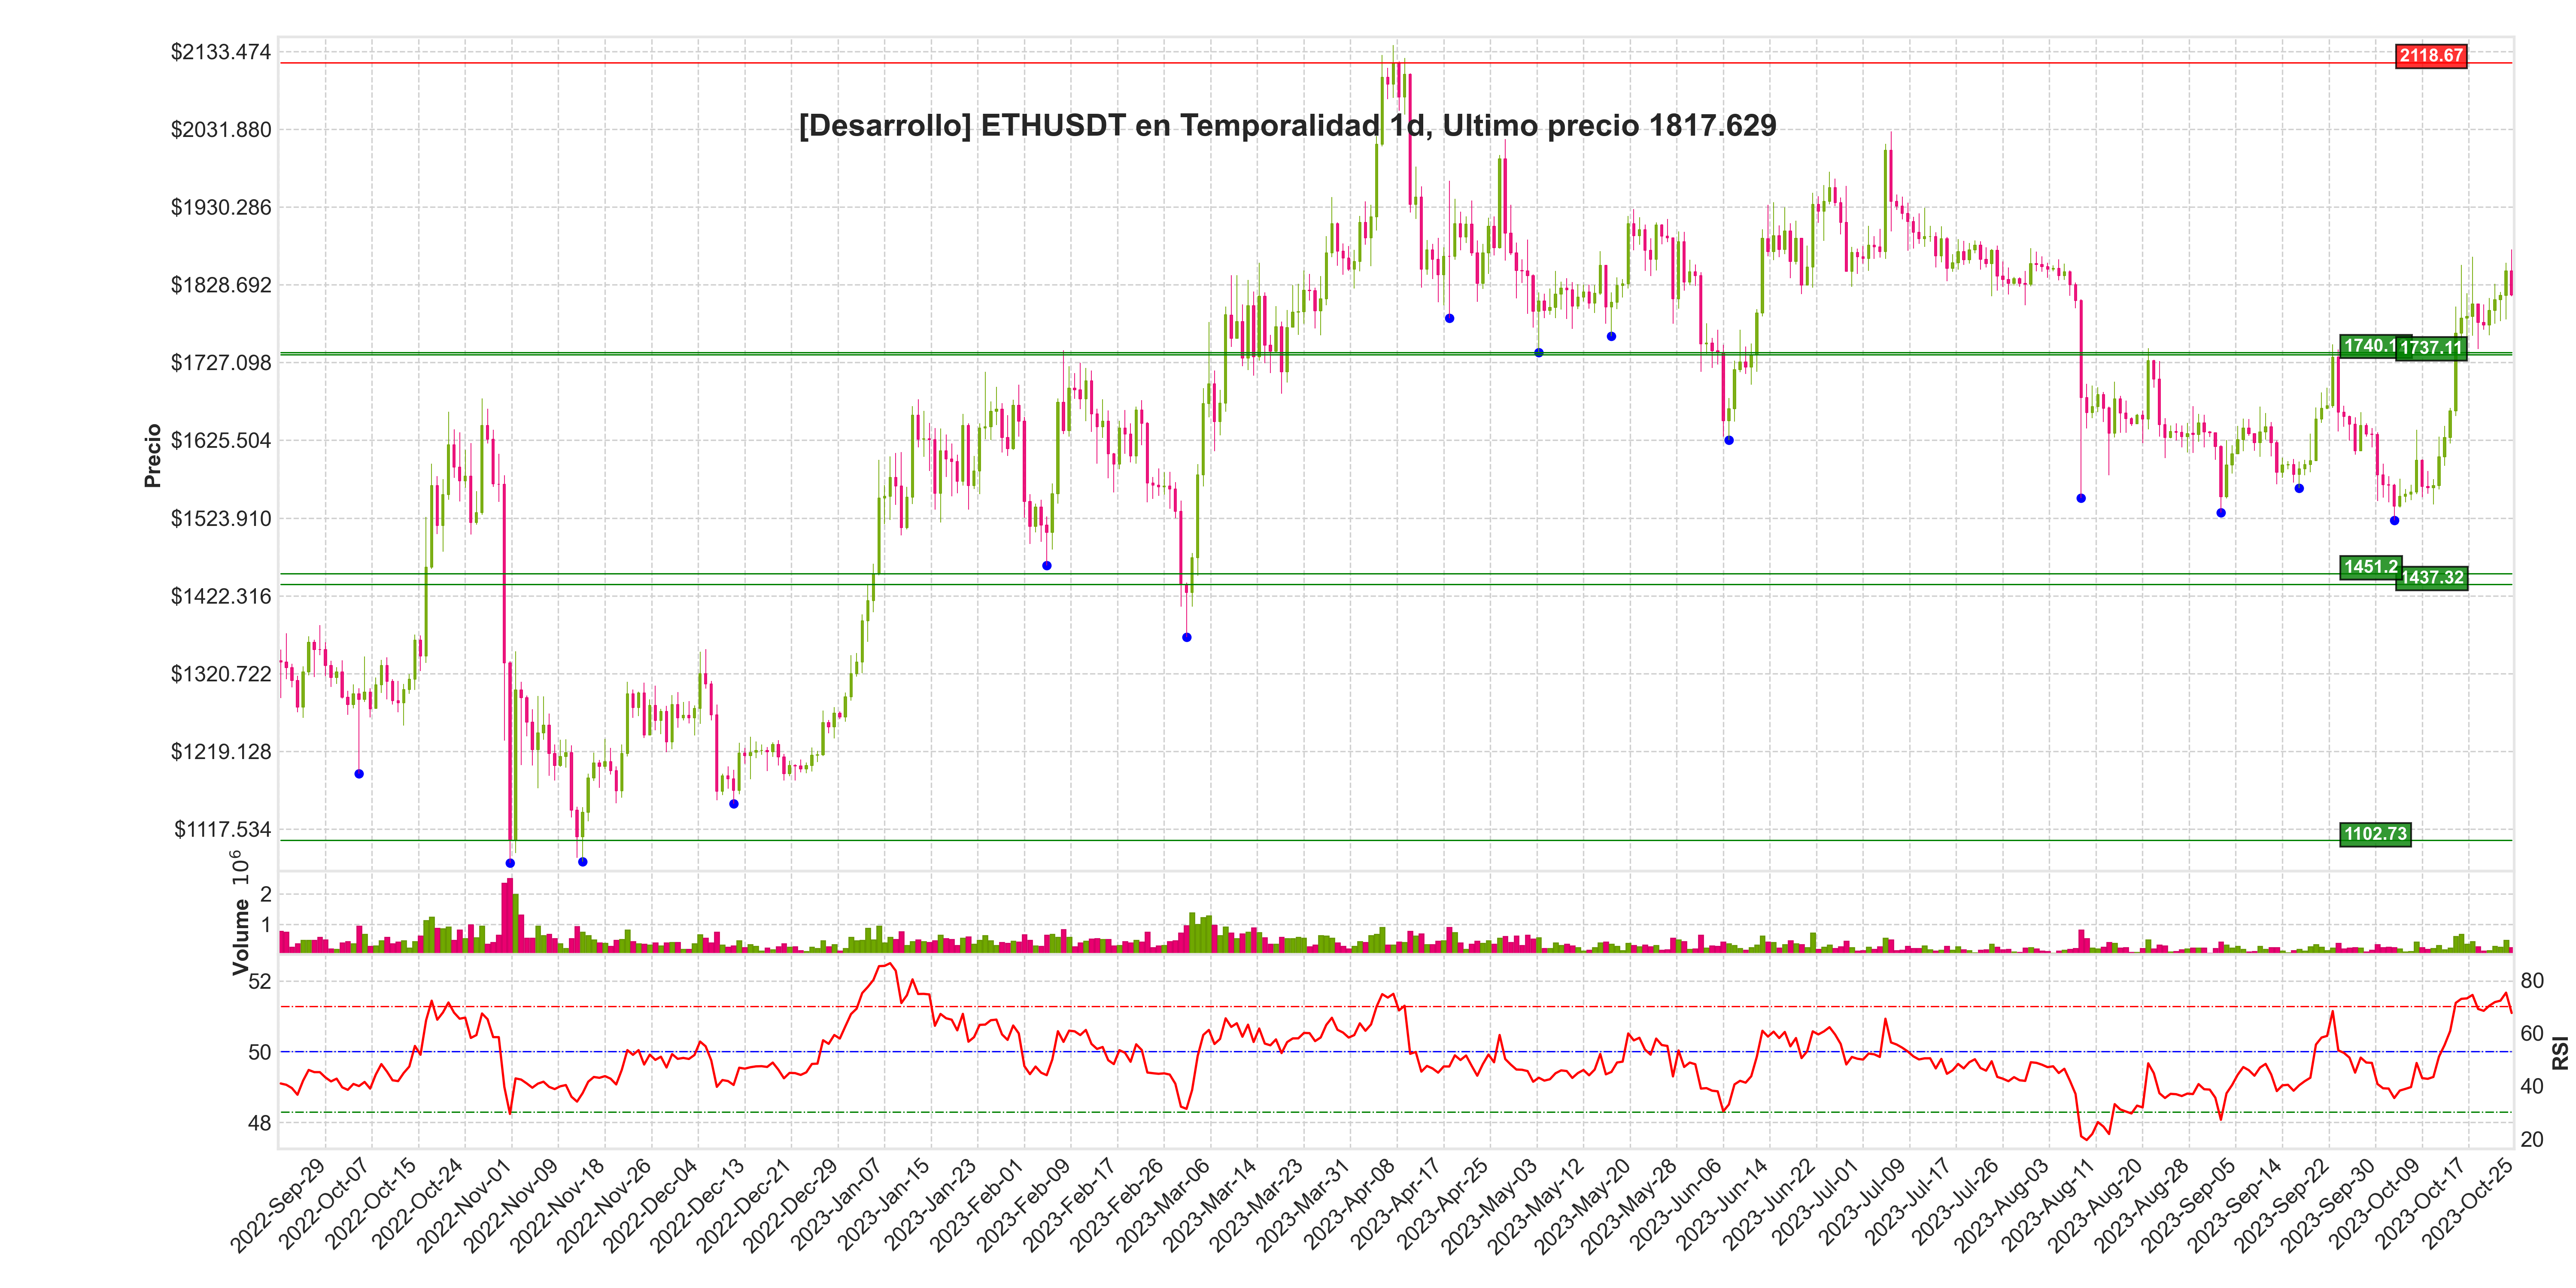 [Desarrollo] ETHUSDT en Temporalidad 1d, Ultimo precio 1817.629
$2133.474
$2031.880
$1930.286
$1828.692
$1727.098
$1625.504
$1523.910
$1422.316
$1320.722
$1219.128
$1117.534
Precio
2118.67
1737.11
1451.2
1437.32
1102.73
Volume 10⁶
2
1
52
50
48
80
60
40
20
RSI
2022-Sep-29
2022-Oct-07
2022-Oct-15
2022-Oct-24
2022-Nov-01
2022-Nov-09
2022-Nov-18
2022-Nov-26
2022-Dec-04
2022-Dec-13
2022-Dec-21
2022-Dec-29
2023-Jan-07
2023-Jan-15
2023-Jan-23
2023-Feb-01
2023-Feb-09
2023-Feb-17
2023-Feb-26
2023-Mar-06
2023-Mar-14
2023-Mar-23
2023-Mar-31
2023-Apr-08
2023-Apr-17
2023-Apr-25
2023-May-03
2023-May-12
2023-May-20
2023-May-28
2023-Jun-06
2023-Jun-14
2023-Jun-22
2023-Jul-01
2023-Jul-09
2023-Jul-17
2023-Jul-26
2023-Aug-03
2023-Aug-11
2023-Aug-20
2023-Aug-28
2023-Sep-05
2023-Sep-14
2023-Sep-22
2023-Sep-30
2023-Oct-09
2023-Oct-17
2023-Oct-25